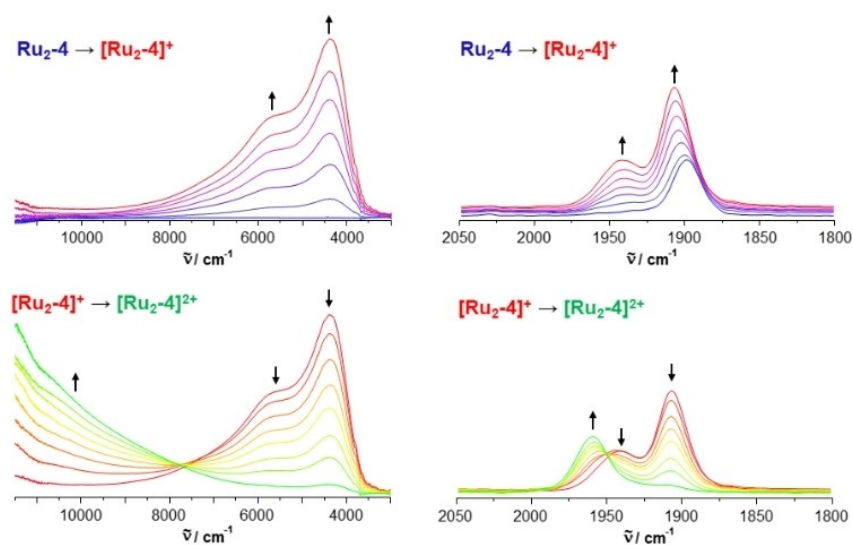 Ru₂-4 → [Ru₂-4]⁺
10000 8000 6000 4000
ṽ / cm⁻¹
Ru₂-4 → [Ru₂-4]⁺
2050 2000 1950 1900 1850 1800
ṽ / cm⁻¹
[Ru₂-4]⁺ → [Ru₂-4]²⁺
10000 8000 6000 4000
ṽ / cm⁻¹
[Ru₂-4]⁺ → [Ru₂-4]²⁺
2050 2000 1950 1900 1850 1800
ṽ / cm⁻¹